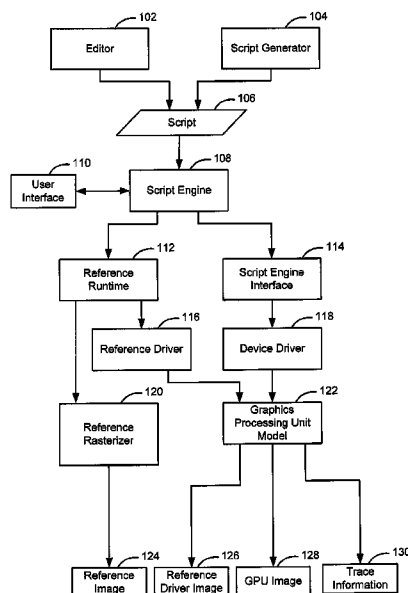 102
Editor
104
Script Generator
106
Script
108
Script Engine
110
User
Interface
112
Reference
Runtime
114
Script Engine
Interface
116
Reference Driver
118
Device Driver
120
Reference
Rasterizer
122
Graphics
Processing Unit
Model
124
Reference
Image
126
Reference
Driver Image
128
GPU Image
130
Trace
Information